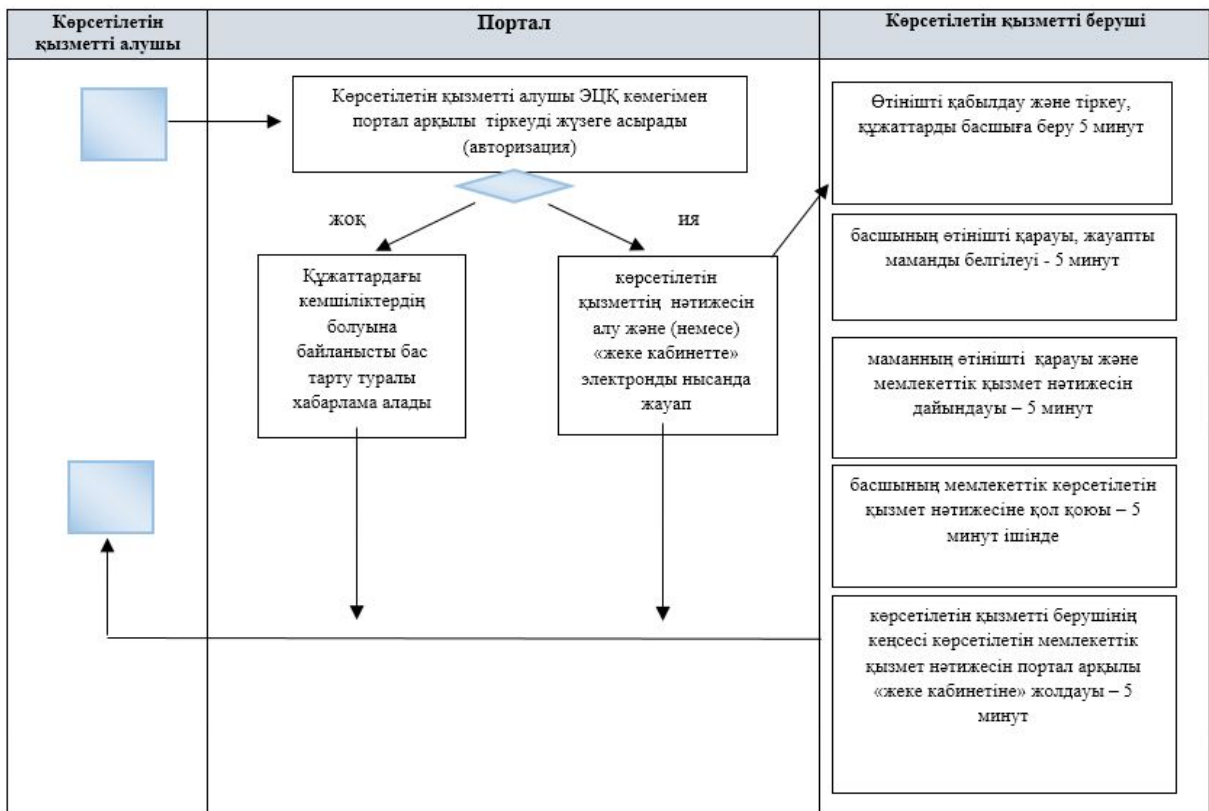 Көрсетілетін
қызметті алушы
Портал
Көрсетілетін қызметті беруші
Көрсетілетін қызметті алушы ЭЦҚ көмегімен
портал арқылы тіркеуді жүзеге асырады
(авторизация)
жоқ
ия
Құжаттардағы
кемшіліктердің
болуына
байланысты бас
тарту туралы
хабарлама алады
көрсетілетін
қызметтің нәтижесін
алу және (немесе)
«жеке кабинетте»
электронды нысанда
жауап
Өтінішті қабылдау және тіркеу,
құжаттарды басшыға беру 5 минут
басшының өтінішті қарауы, жауапты
маманды белгілеуі - 5 минут
маманның өтінішті қарауы және
мемлекеттік қызмет нәтижесін
дайындауы – 5 минут
басшының мемлекеттік көрсетілетін
қызмет нәтижесіне қол қоюы – 5
минут ішінде
көрсетілетін қызметті берушінің
кеңсесі көрсетілетін мемлекеттік
қызмет нәтижесін портал арқылы
«жеке кабинетіне» жолдауы – 5
минут